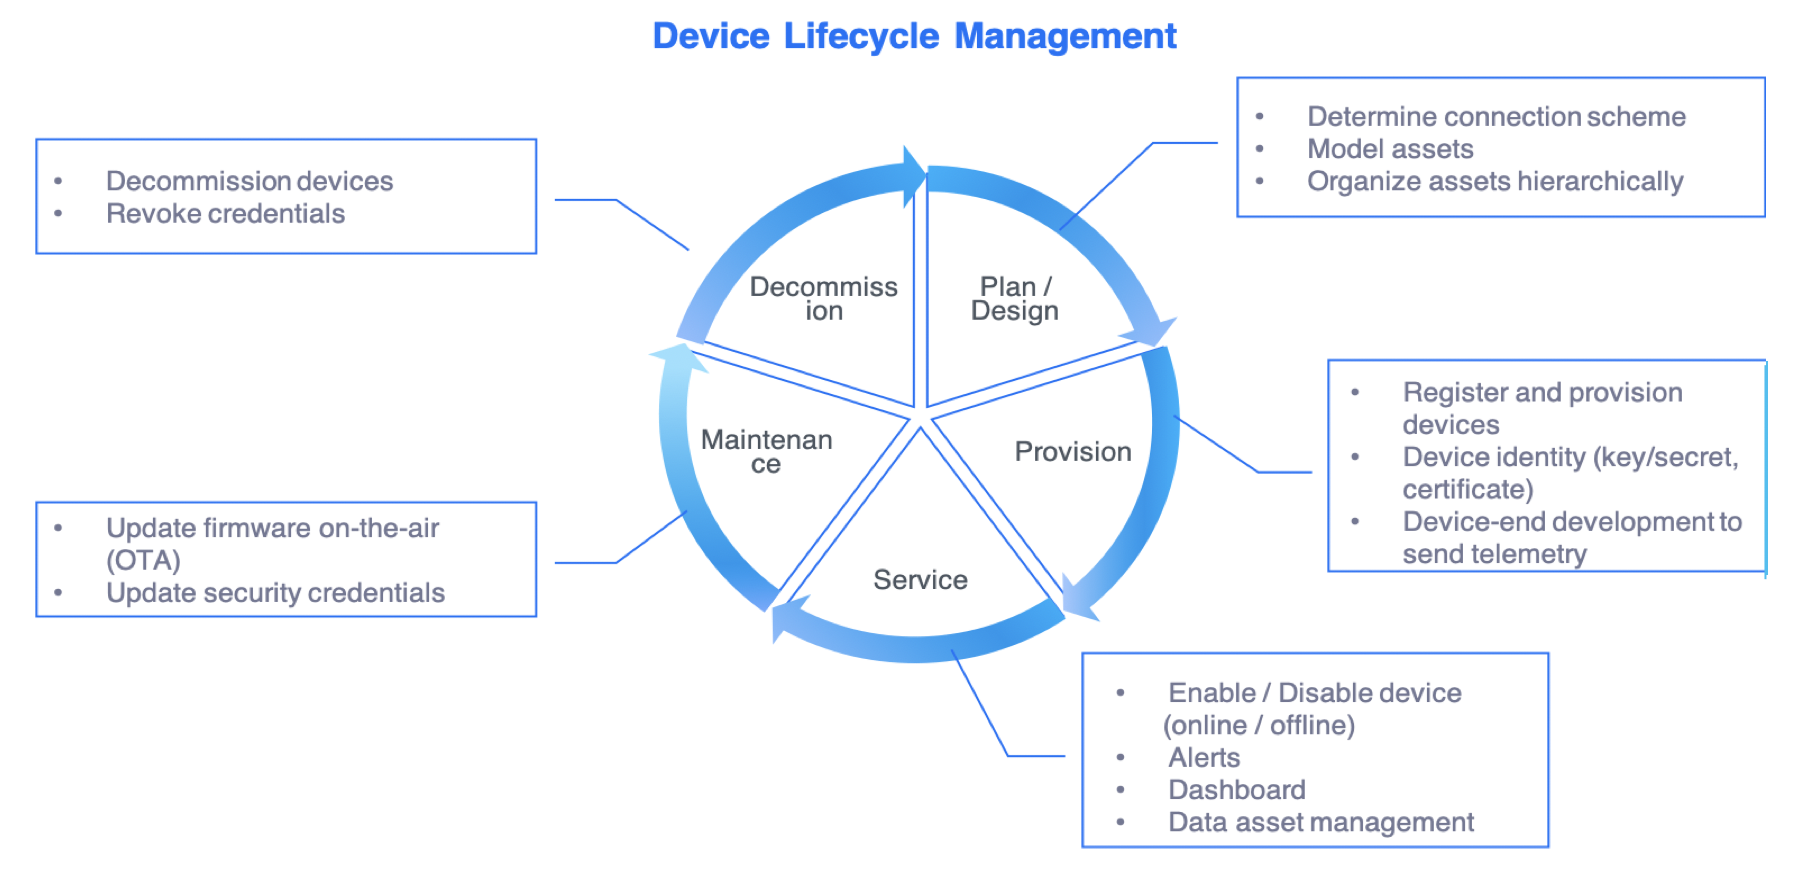 Device Lifecycle Management
• Determine connection scheme
• Model assets
• Organize assets hierarchically
• Decommission devices
• Revoke credentials
Decommiss
ion
Plan /
Design
• Register and provision
devices
• Device identity (key/secret,
certificate)
• Device-end development to
send telemetry
Maintenan
ce
Provision
• Update firmware on-the-air
(OTA)
• Update security credentials
Service
• Enable / Disable device
(online / offline)
• Alerts
• Dashboard
• Data asset management